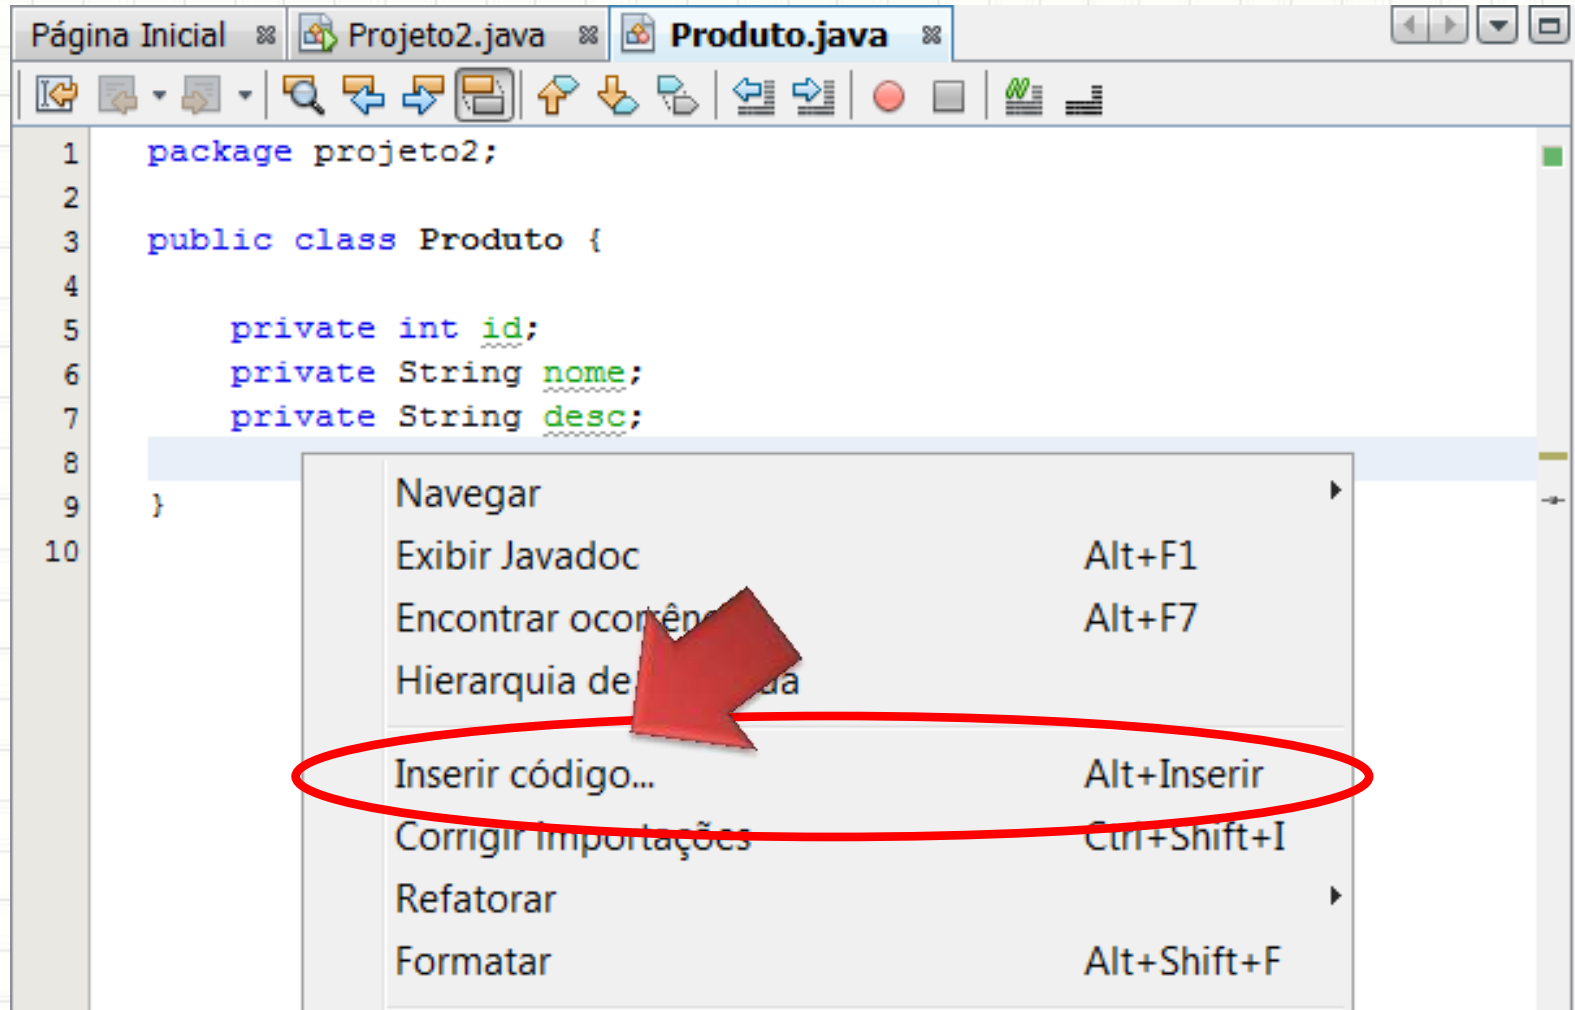 Página Inicial Projeto2.java Produto.java
1 package projeto2;
2
3 public class Produto {
4
5 private int id;
6 private String nome;
7 private String desc;
8
9 }
10
Navegar
Exibir Javadoc Alt+F1
Encontrar Alt+F7
Hierarquia de
Inserir código... Alt+Inserir
Corrigir importações Ctrl+Shift+I
Refatorar
Formatar Alt+Shift+F